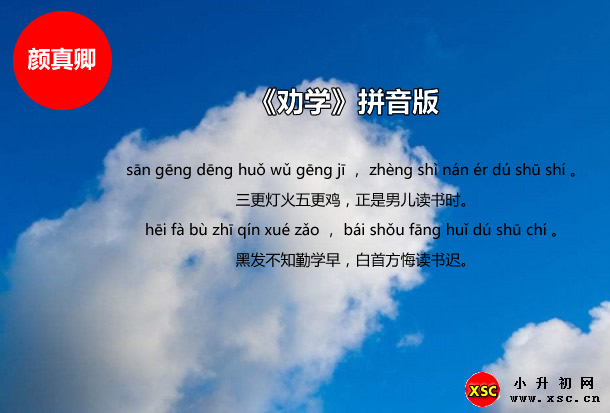 颜真卿
《劝学》拼音版
sān gēng dēng huǒ wǔ gēng jī ， zhèng shì nán ér dú shū shí 。
三更灯火五更鸡，正是男儿读书时。
hēi fà bù zhī qín xué zǎo ， bái shǒu fāng huǐ dú shū chí 。
黑发不知勤学早，白首方悔读书迟。
XSC 小升初网
www.xsc.cn